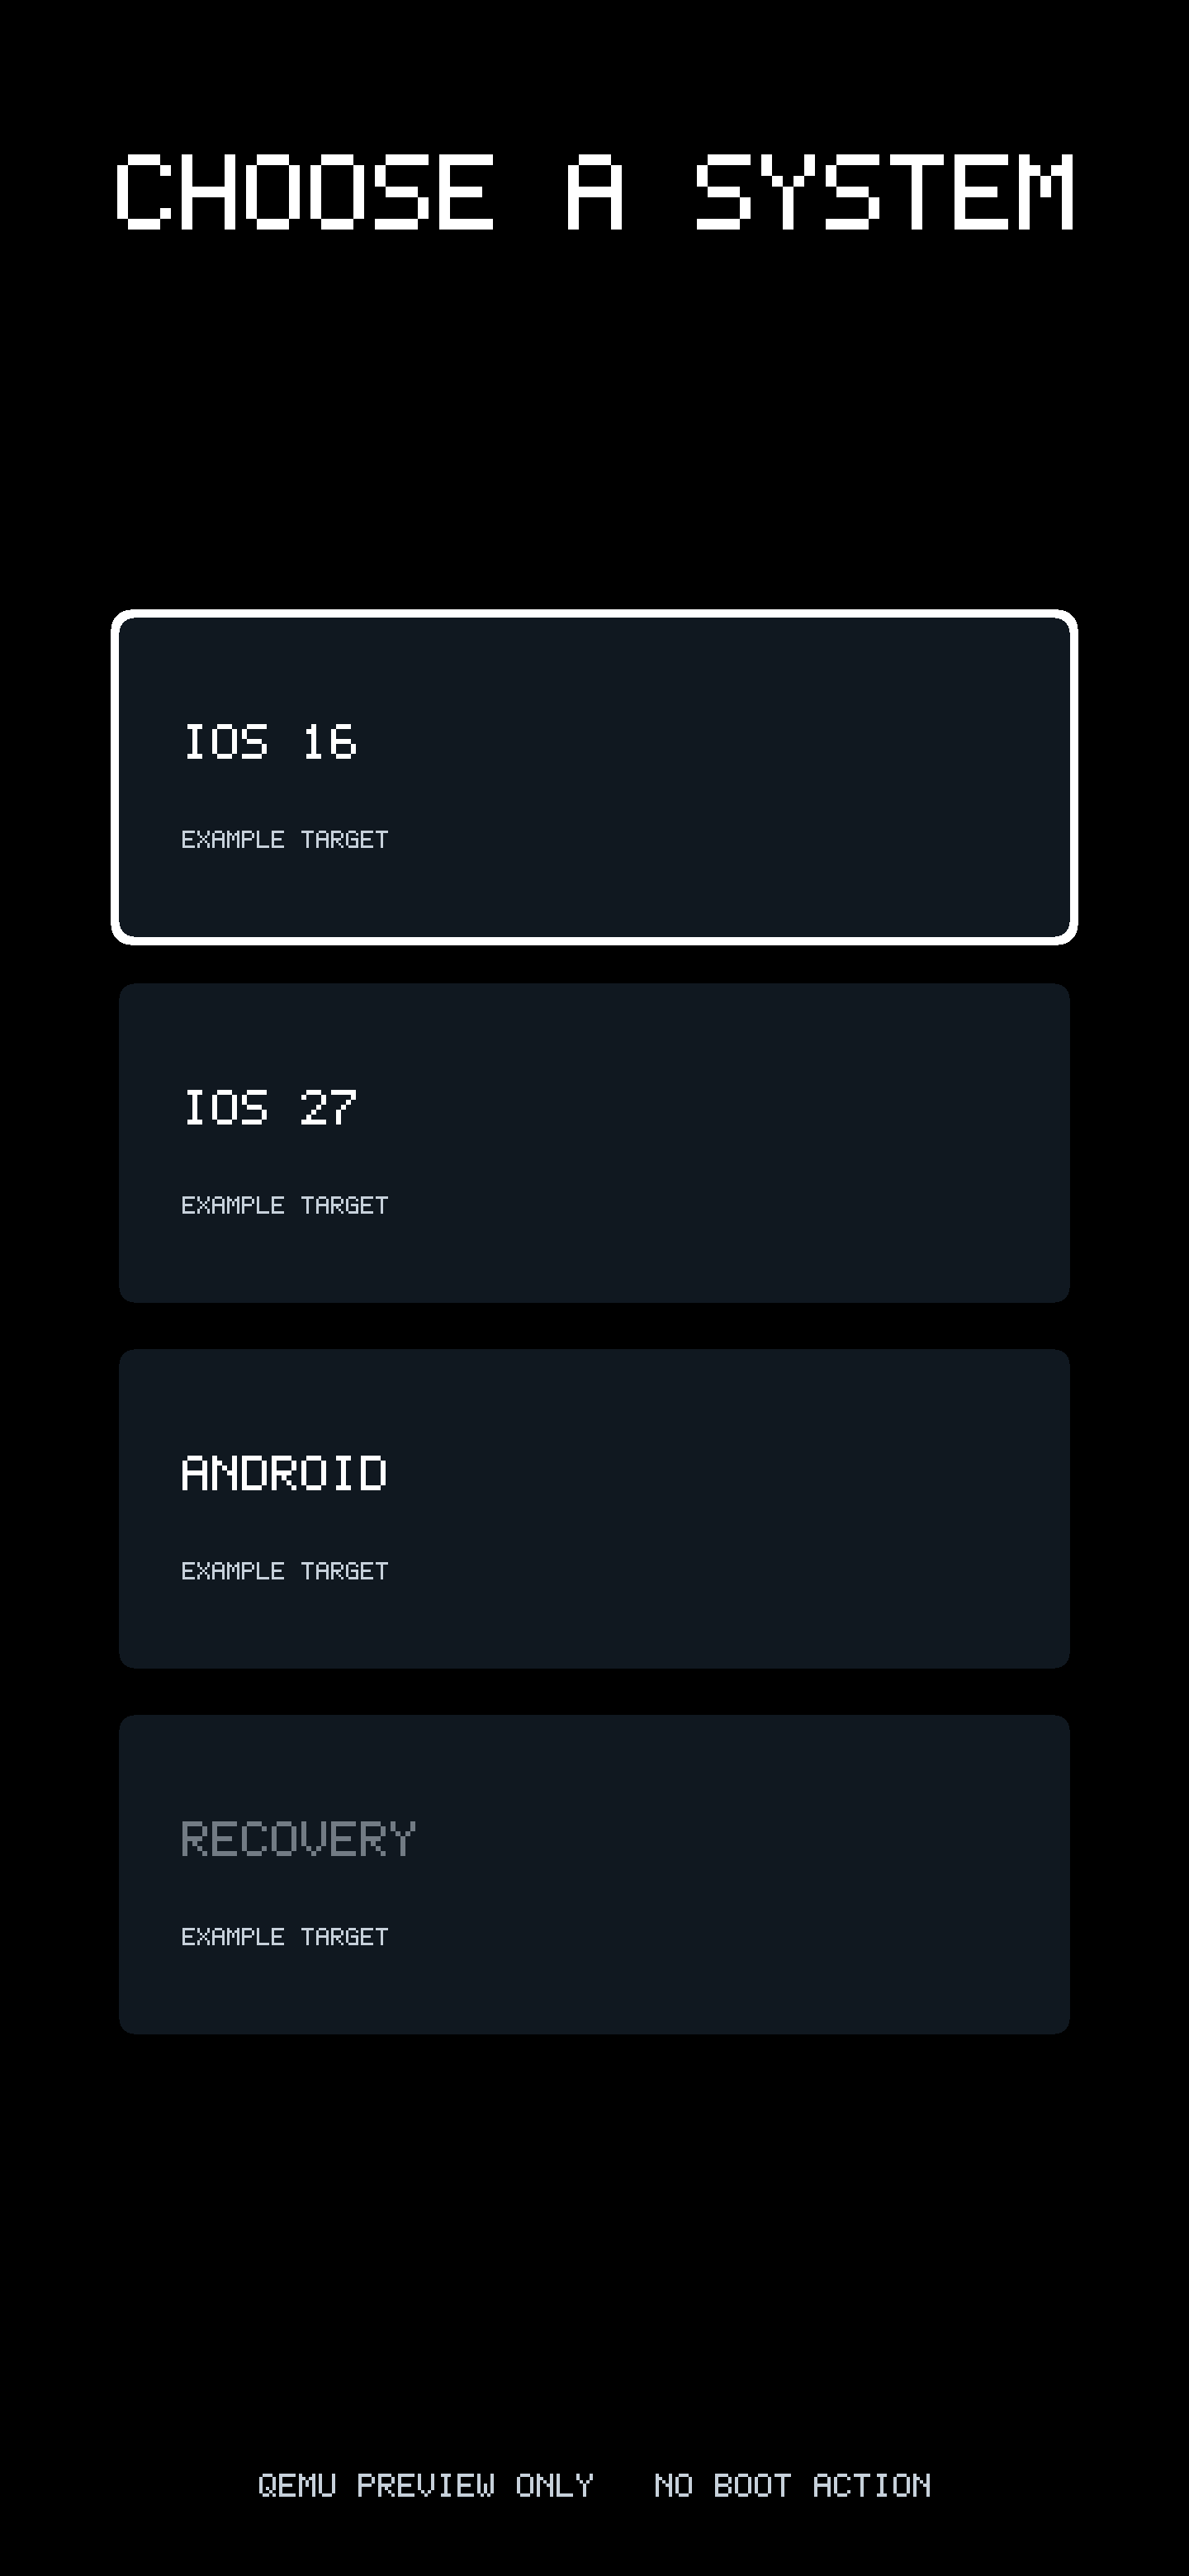 CHOOSE A SYSTEM
IOS 16
EXAMPLE TARGET
IOS 27
EXAMPLE TARGET
ANDROID
EXAMPLE TARGET
RECOVERY
EXAMPLE TARGET
QEMU PREVIEW ONLY NO BOOT ACTION